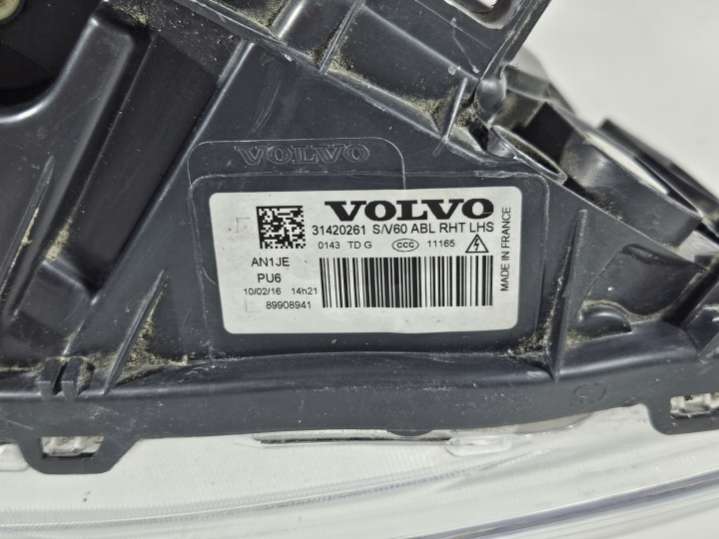 VOLVO
VOLVO
31420261 S/V60 ABL RHT LHS
0143 TD G CCC 11165
AN1JE
PU6
10/02/16 14h21
89908941
MADE IN FRANCE